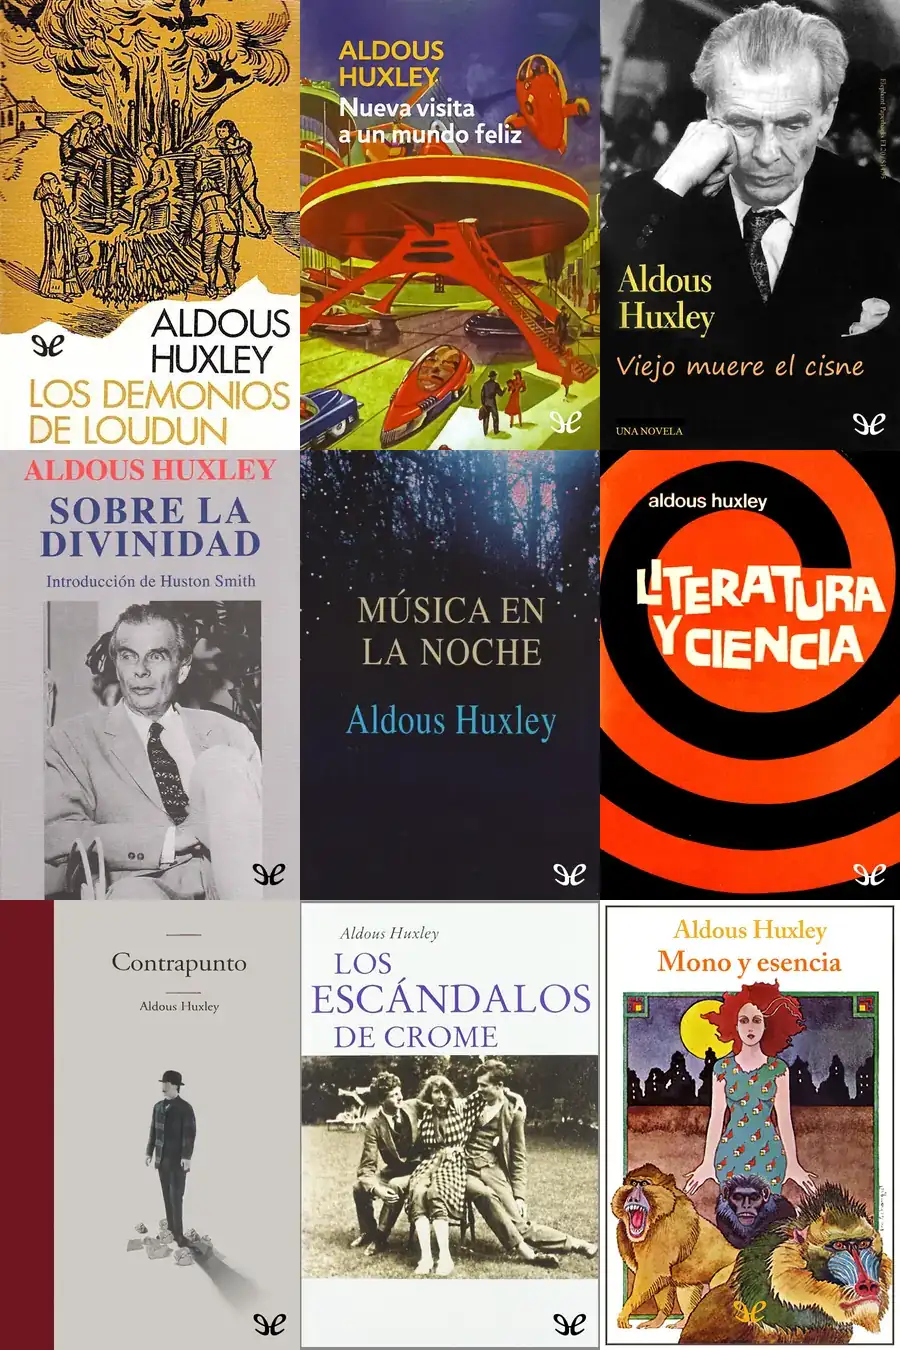 ALDOUS
HUXLEY
LOS DEMONIOS
DE LOUDUN
ALDOUS
HUXLEY
Nueva visita
a un mundo feliz
Aldous
Huxley
Viejo muere el cisne
UNA NOVELA
ALDOUS HUXLEY
SOBRE LA
DIVINIDAD
Introducción de Huston Smith
MÚSICA EN
LA NOCHE
Aldous Huxley
aldous huxley
LITERATURA
Y CIENCIA
Contrapunto
Aldous Huxley
Aldous Huxley
LOS
ESCÁNDALOS
DE CROME
Aldous Huxley
Mono y esencia